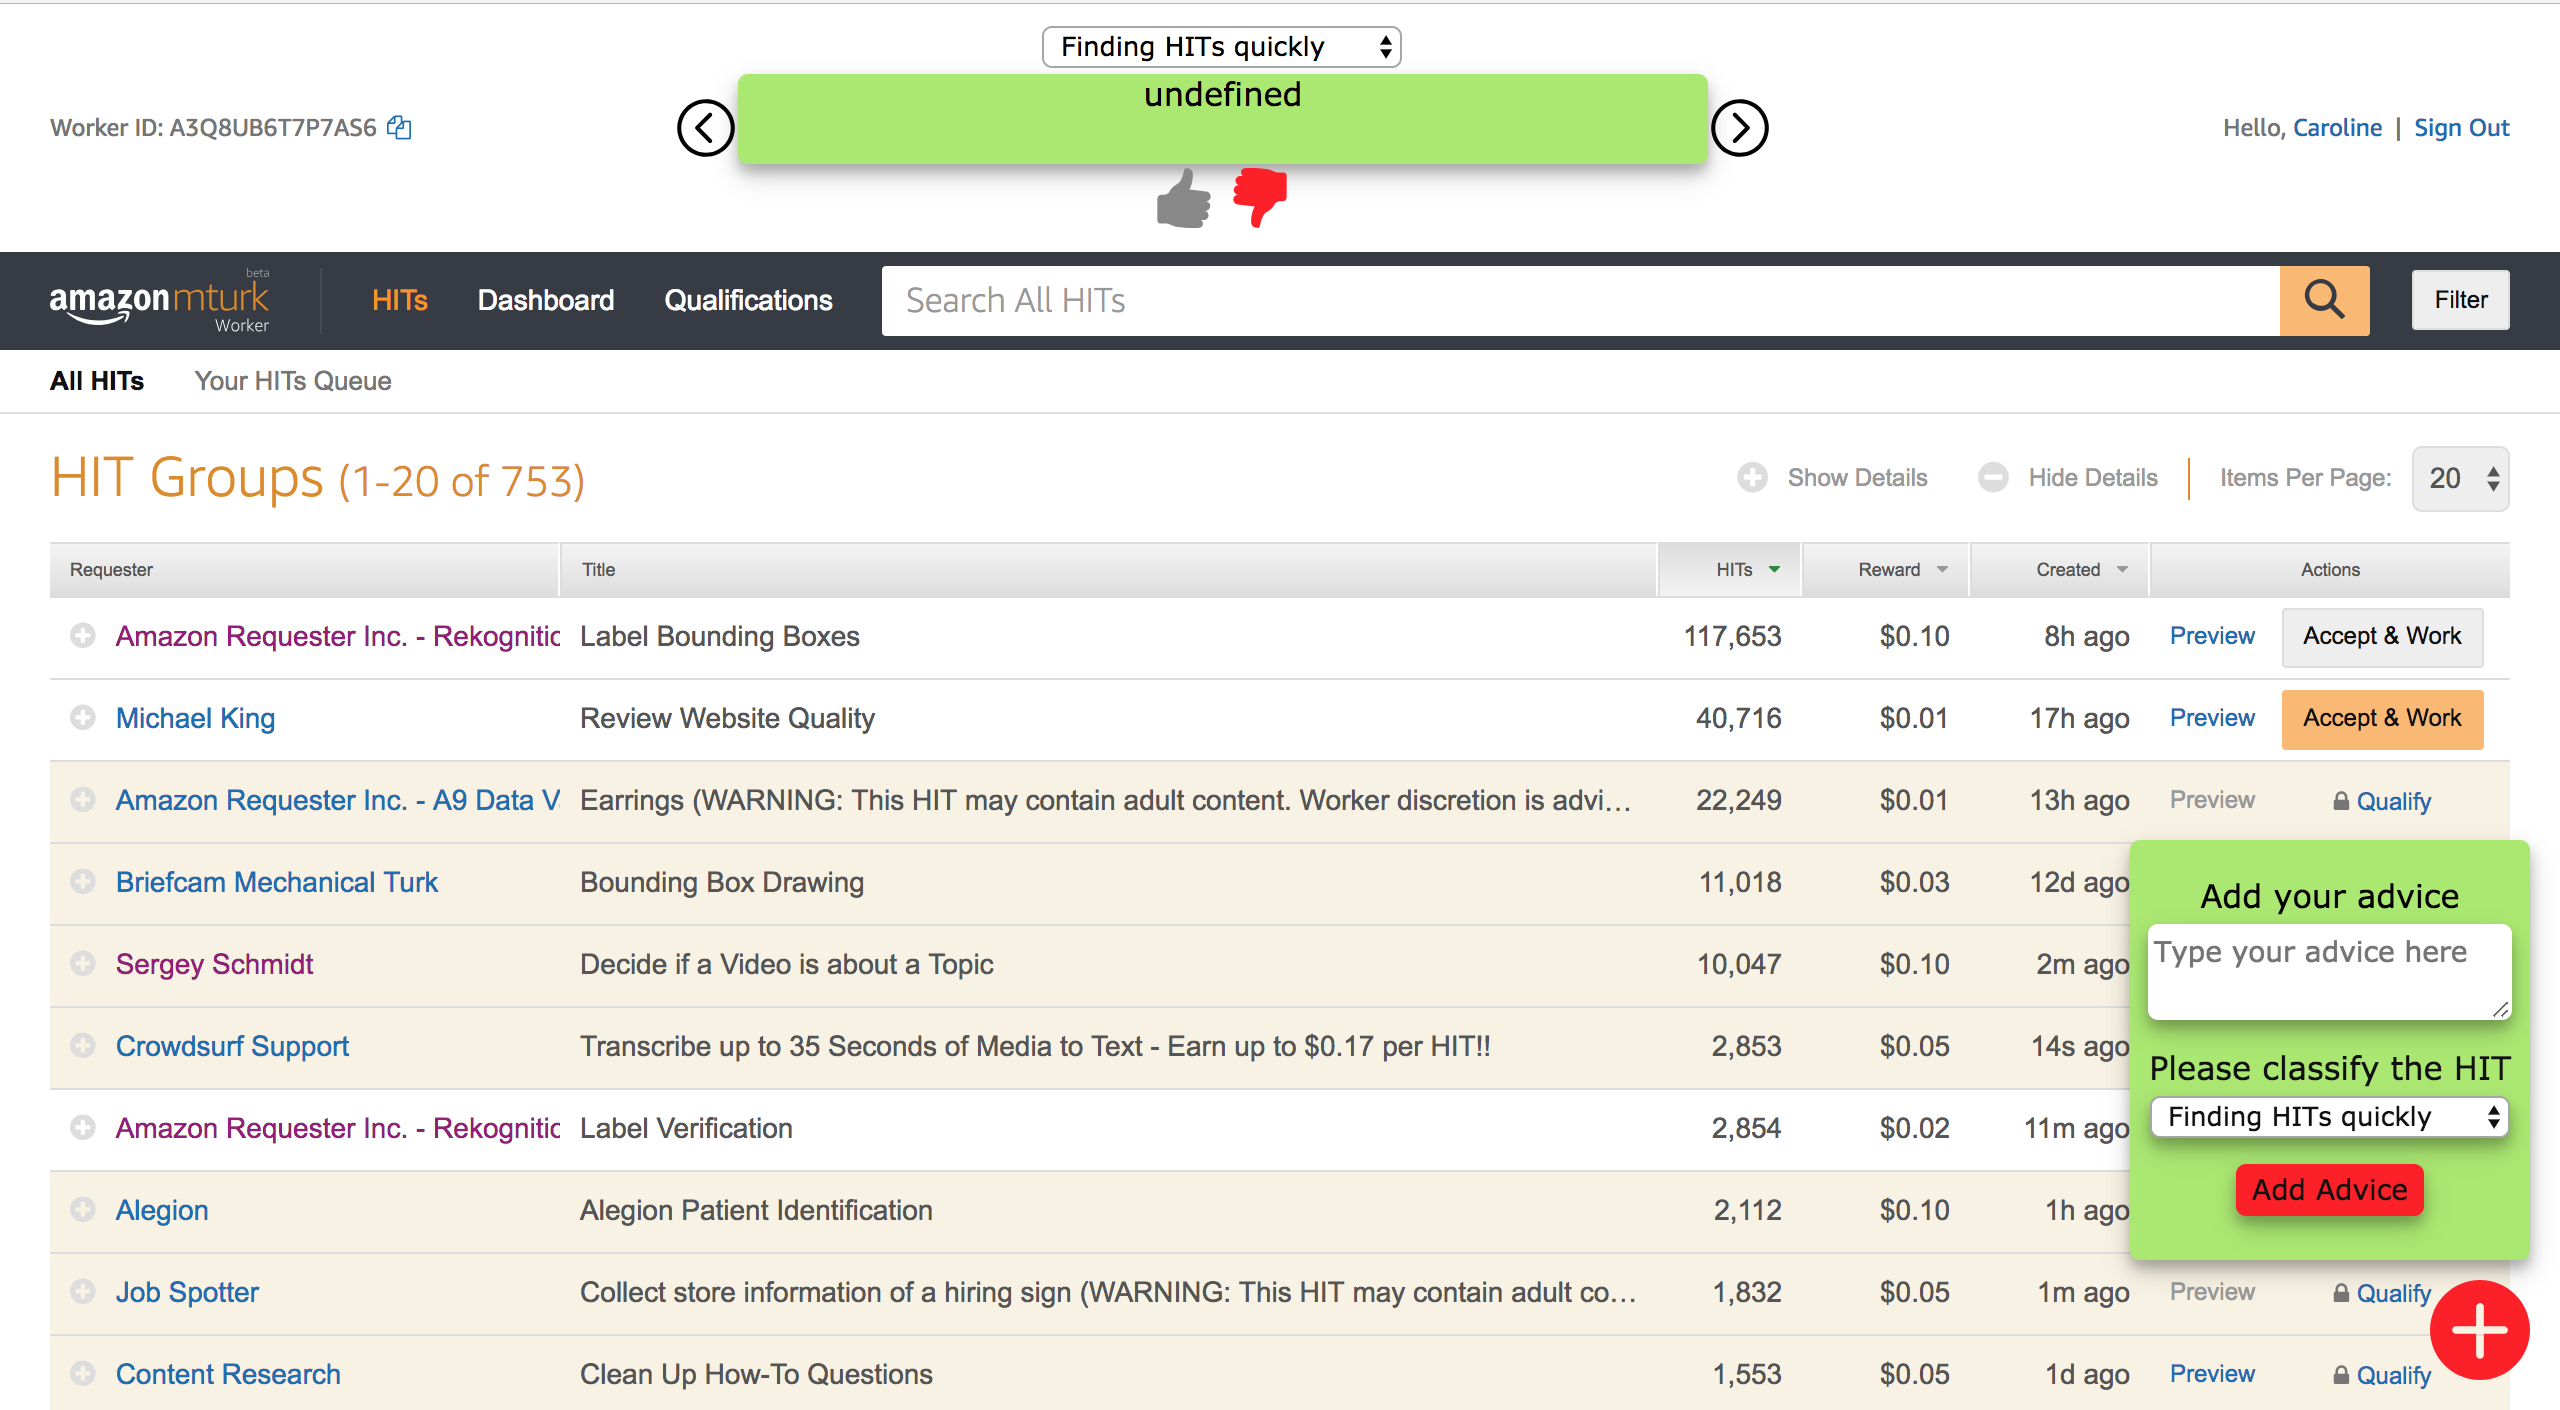 Finding HITs quickly
undefined
Worker ID: A3Q8UB6T7P7AS6
Hello, Caroline | Sign Out
beta
amazonmturk
Worker
HITs Dashboard Qualifications Search All HITs Filter
All HITs Your HITs Queue
HIT Groups (1-20 of 753) Show Details Hide Details Items Per Page: 20
Requester Title HITs Reward Created Actions
Amazon Requester Inc. - Rekognitic Label Bounding Boxes 117,653 $0.10 8h ago Preview Accept & Work
Michael King Review Website Quality 40,716 $0.01 17h ago Preview Accept & Work
Amazon Requester Inc. - A9 Data V Earrings (WARNING: This HIT may contain adult content. Worker discretion is advi... 22,249 $0.01 13h ago Preview Qualify
Briefcam Mechanical Turk Bounding Box Drawing 11,018 $0.03 12d ago
Sergey Schmidt Decide if a Video is about a Topic 10,047 $0.10 2m ago
Crowdsurf Support Transcribe up to 35 Seconds of Media to Text - Earn up to $0.17 per HIT!! 2,853 $0.05 14s ago
Amazon Requester Inc. - Rekognitic Label Verification 2,854 $0.02 11m ago
Alegion Alegion Patient Identification 2,112 $0.10 1h ago
Job Spotter Collect store information of a hiring sign (WARNING: This HIT may contain adult co... 1,832 $0.05 1m ago Preview Qualify
Content Research Clean Up How-To Questions 1,553 $0.05 1d ago Preview Qualify
Add your advice
Type your advice here
Please classify the HIT
Finding HITs quickly
Add Advice